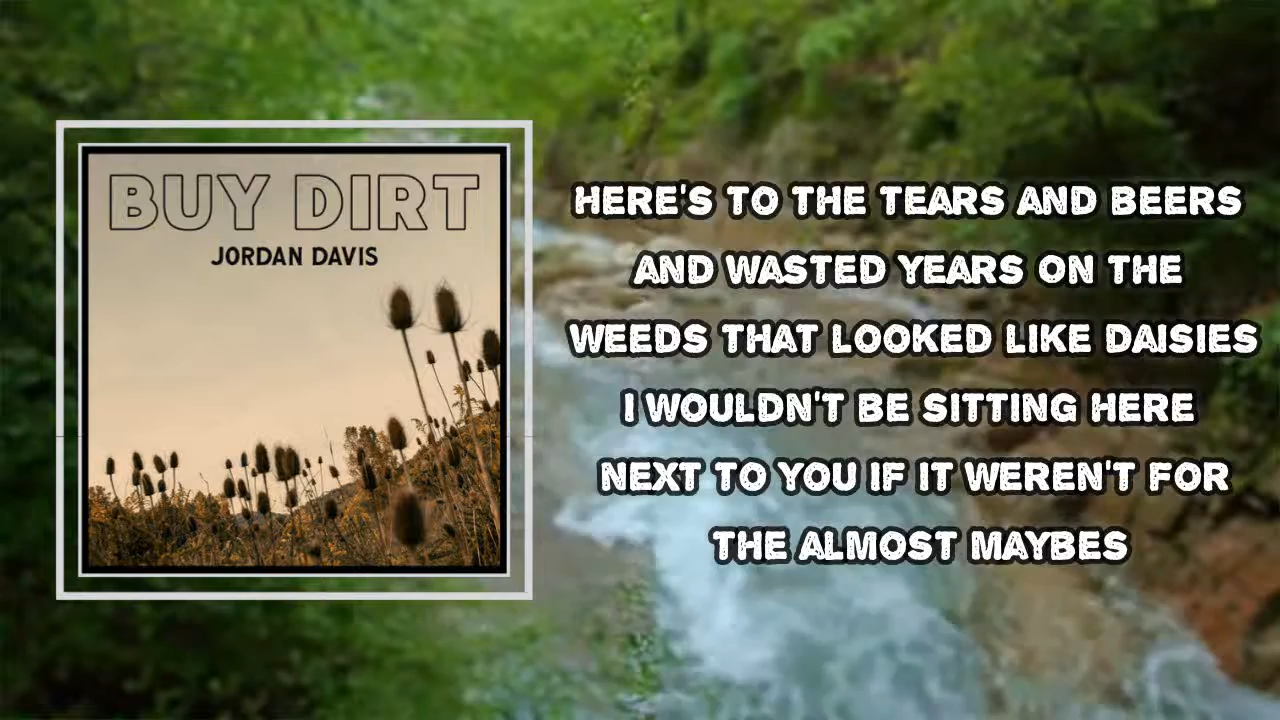 BUY DIRT
JORDAN DAVIS
HERE'S TO THE TEARS AND BEERS
AND WASTED YEARS ON THE
WEEDS THAT LOOKED LIKE DAISIES
I WOULDN'T BE SITTING HERE
NEXT TO YOU IF IT WEREN'T FOR
THE ALMOST MAYBES